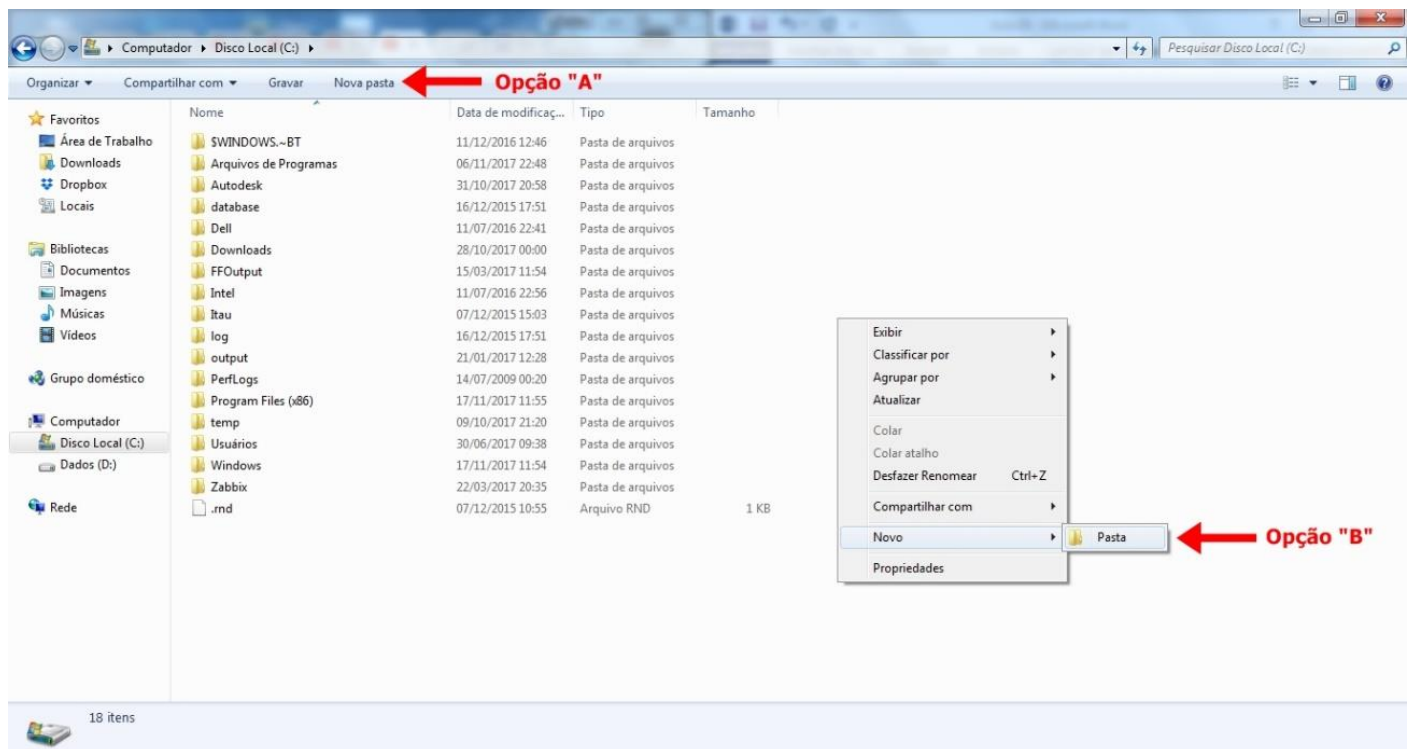 Computador ▸ Disco Local (C:) ▸
Pesquisar Disco Local (C:)
Organizar Compartilhar com Gravar Nova pasta Opção "A"
Favoritos
Área de Trabalho
Downloads
Dropbox
Locais
Bibliotecas
Documentos
Imagens
Músicas
Vídeos
Grupo doméstico
Computador
Disco Local (C:)
Dados (D:)
Rede
Nome Data de modificaç... Tipo Tamanho
$WINDOWS.~BT 11/12/2016 12:46 Pasta de arquivos
Arquivos de Programas 06/11/2017 22:48 Pasta de arquivos
Autodesk 31/10/2017 20:58 Pasta de arquivos
database 16/12/2015 17:51 Pasta de arquivos
Dell 11/07/2016 22:41 Pasta de arquivos
Downloads 28/10/2017 00:00 Pasta de arquivos
FFOutput 15/03/2017 11:54 Pasta de arquivos
Intel 11/07/2016 22:56 Pasta de arquivos
Itau 07/12/2015 15:03 Pasta de arquivos
log 16/12/2015 17:51 Pasta de arquivos
output 21/01/2017 12:28 Pasta de arquivos
PerfLogs 14/07/2009 00:20 Pasta de arquivos
Program Files (x86) 17/11/2017 11:55 Pasta de arquivos
temp 09/10/2017 21:20 Pasta de arquivos
Usuários 30/06/2017 09:38 Pasta de arquivos
Windows 17/11/2017 11:54 Pasta de arquivos
Zabbix 22/03/2017 20:35 Pasta de arquivos
.rnd 07/12/2015 10:55 Arquivo RND 1 KB
Exibir
Classificar por
Agrupar por
Atualizar
Colar
Colar atalho
Desfazer Renomear Ctrl+Z
Compartilhar com
Novo Pasta Opção "B"
Propriedades
18 itens